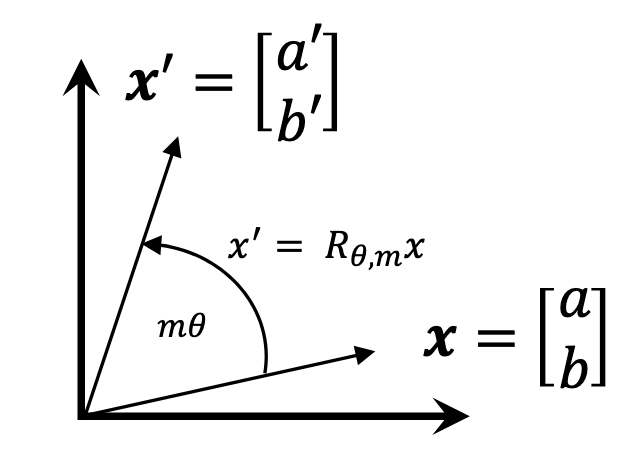 x′ = [a′ b′]
x′ = R_{θ,m}x
mθ
x = [a b]